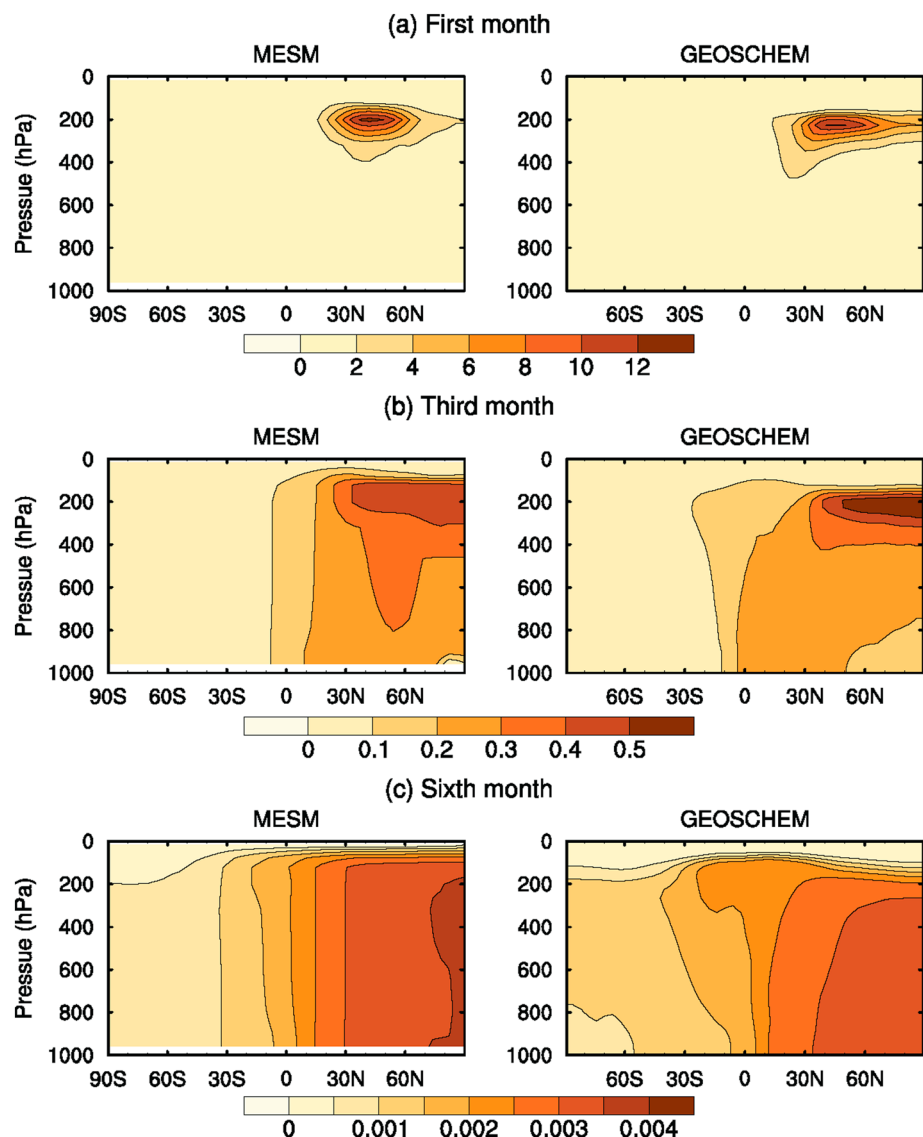 (a) First month
MESM GEOSCHEM
0 0
200 200
400 400
600 600
800 800
1000 1000
Pressue (hPa)
90S 60S 30S 0 30N 60N 60S 30S 0 30N 60N
0 2 4 6 8 10 12
(b) Third month
MESM GEOSCHEM
0 0
200 200
400 400
600 600
800 800
1000 1000
Pressue (hPa)
90S 60S 30S 0 30N 60N 60S 30S 0 30N 60N
0 0.1 0.2 0.3 0.4 0.5
(c) Sixth month
MESM GEOSCHEM
0 0
200 200
400 400
600 600
800 800
1000 1000
Pressue (hPa)
90S 60S 30S 0 30N 60N 60S 30S 0 30N 60N
0 0.001 0.002 0.003 0.004